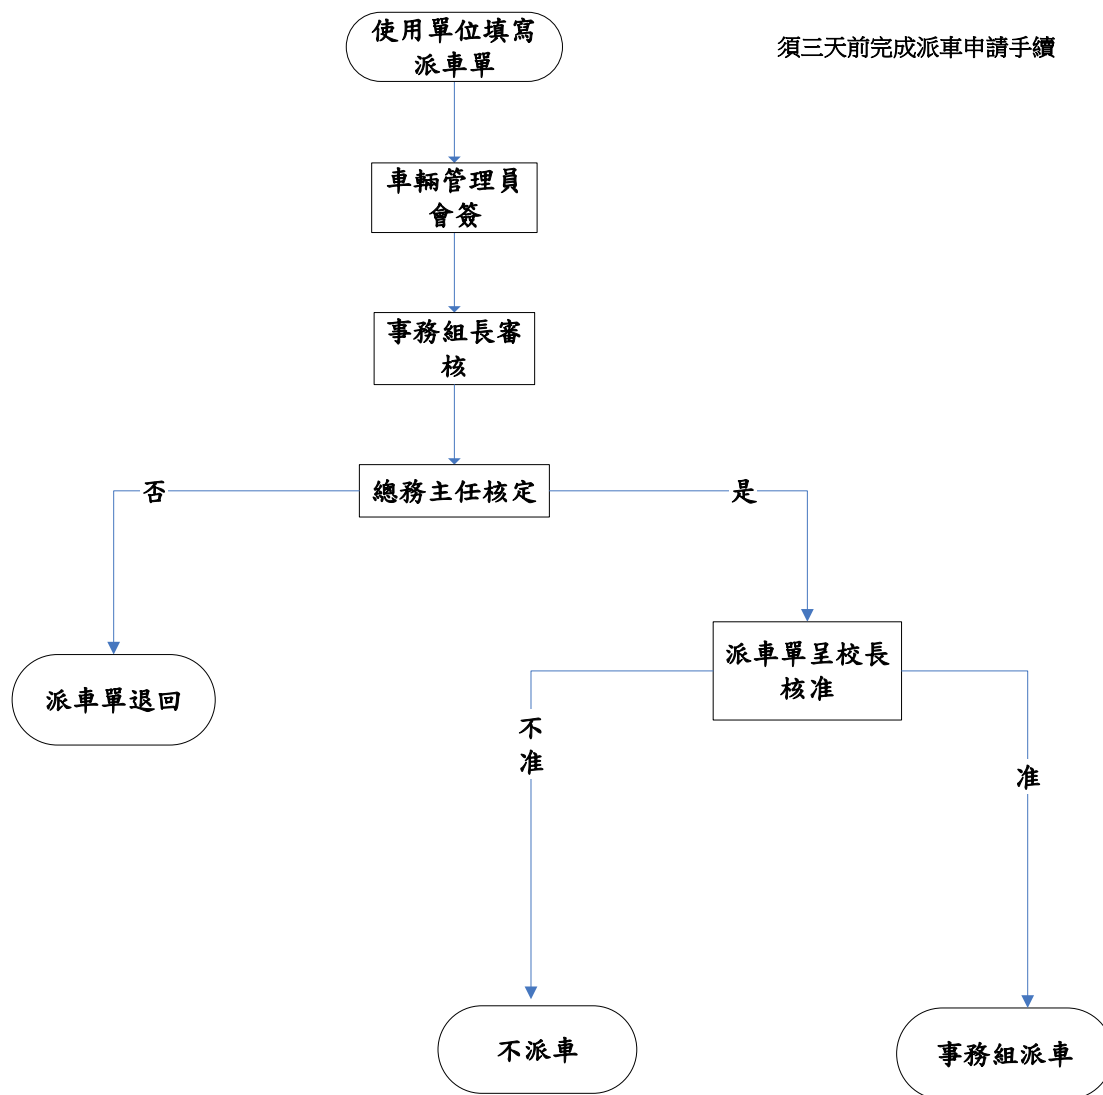 使用單位填寫
派車單
須三天前完成派車申請手續
車輛管理員
會簽
事務組長審
核
否
總務主任核定
是
派車單呈校長
核准
派車單退回
不
准
准
不派車
事務組派車